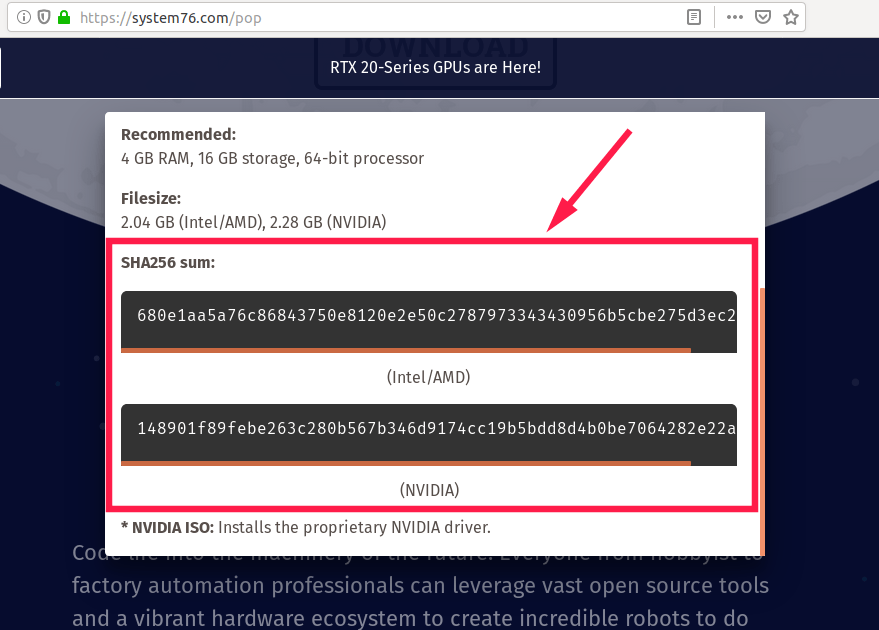 https://system76.com/pop
DOWNLOAD
RTX 20-Series GPUs are Here!
Recommended:
4 GB RAM, 16 GB storage, 64-bit processor
Filesize:
2.04 GB (Intel/AMD), 2.28 GB (NVIDIA)
SHA256 sum:
680e1aa5a76c86843750e8120e2e50c2787973343430956b5cbe275d3ec2
(Intel/AMD)
148901f89febe263c280b567b346d9174cc19b5bdd8d4b0be7064282e22a
(NVIDIA)
* NVIDIA ISO: Installs the proprietary NVIDIA driver.
Code life into the machinery of the future. Everyone from hobbyist to
factory automation professionals can leverage vast open source tools
and a vibrant hardware ecosystem to create incredible robots to do